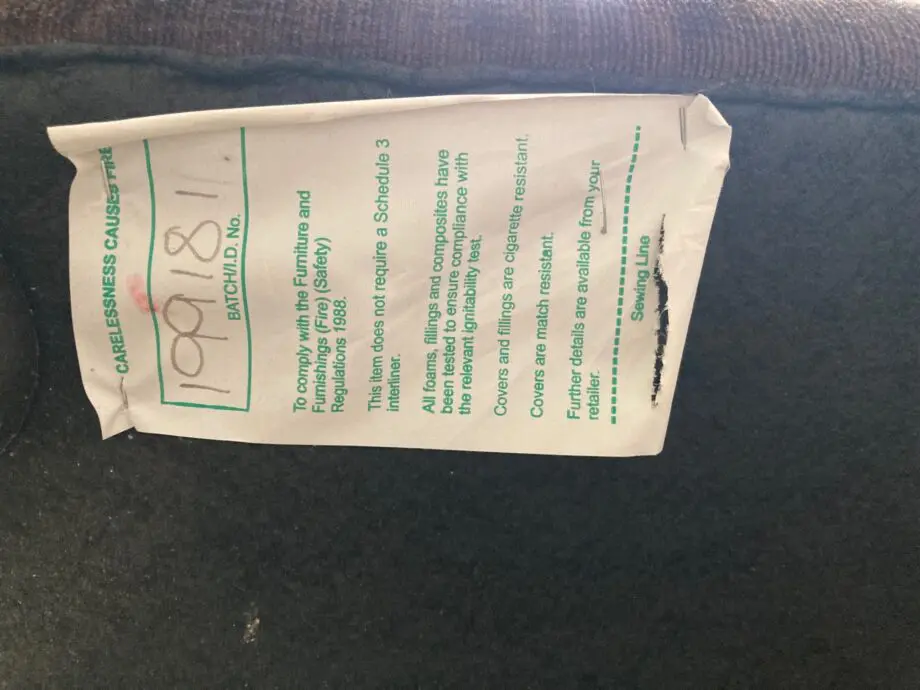 CARELESSNESS CAUSES FIRE
199181
BATCH/I.D. No.
To comply with the Furniture and
Furnishings (Fire) (Safety)
Regulations 1988.
This item does not require a Schedule 3
interliner.
All foams, fillings and composites have
been tested to ensure compliance with
the relevant ignitability test.
Covers and fillings are cigarette resistant.
Covers are match resistant.
Further details are available from your
retailer.
Sewing Line